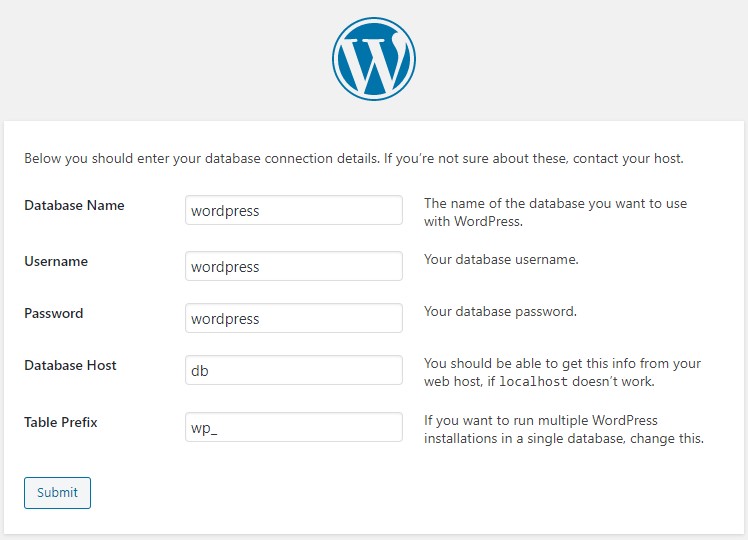 Below you should enter your database connection details. If you’re not sure about these, contact your host.
Database Name
wordpress
The name of the database you want to use
with WordPress.
Username
wordpress
Your database username.
Password
wordpress
Your database password.
Database Host
db
You should be able to get this info from your
web host, if localhost doesn’t work.
Table Prefix
wp_
If you want to run multiple WordPress
installations in a single database, change this.
Submit